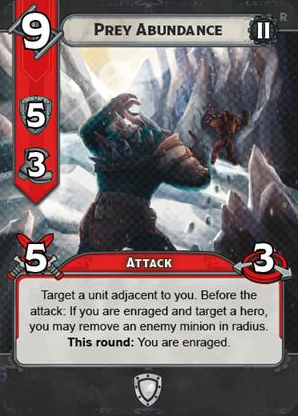 9
PREY ABUNDANCE
II
R
5
3
5
ATTACK
3
Target a unit adjacent to you. Before the
attack: If you are enraged and target a hero,
you may remove an enemy minion in radius.
This round: You are enraged.